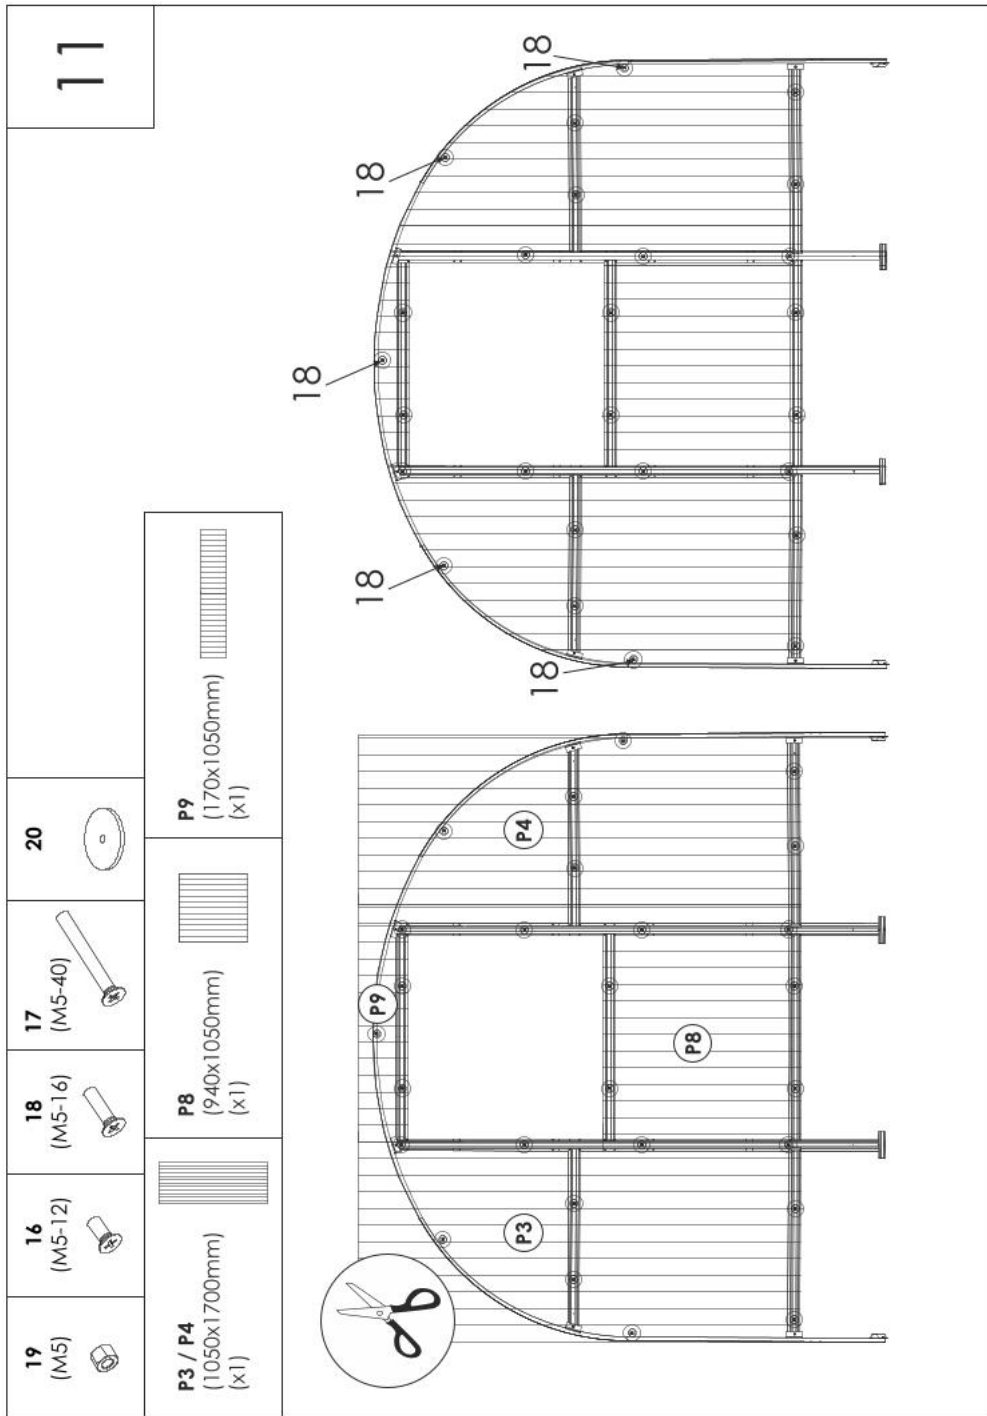 11
19
(M5)
16
(M5-12)
18
(M5-16)
17
(M5-40)
20
P3 / P4
(1050x1700mm)
(x1)
P8
(940x1050mm)
(x1)
P9
(170x1050mm)
(x1)
P3
P9
P8
P4
18
18
18
18
18